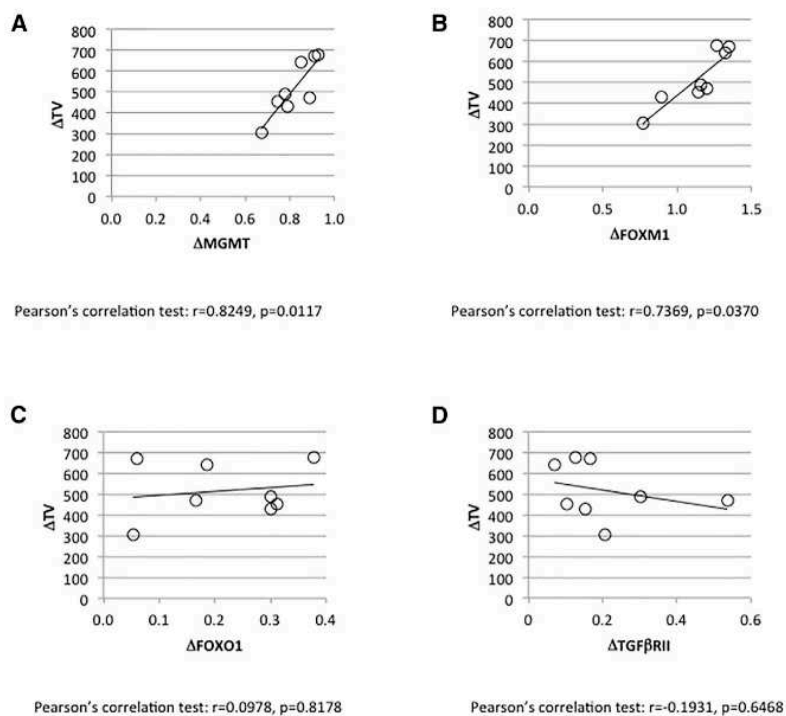 A
800
700
600
500
400
300
200
100
0
ΔTV
0.0 0.2 0.4 0.6 0.8 1.0
ΔMGMT
Pearson's correlation test: r=0.8249, p=0.0117
B
800
700
600
500
400
300
200
100
0
ΔTV
0.0 0.5 1.0 1.5
ΔFOXM1
Pearson's correlation test: r=0.7369, p=0.0370
C
800
700
600
500
400
300
200
100
0
ΔTV
0.0 0.1 0.2 0.3 0.4
ΔFOXO1
Pearson's correlation test: r=0.0978, p=0.8178
D
800
700
600
500
400
300
200
100
0
ΔTV
0 0.2 0.4 0.6
ΔTGFβRII
Pearson's correlation test: r=-0.1931, p=0.6468